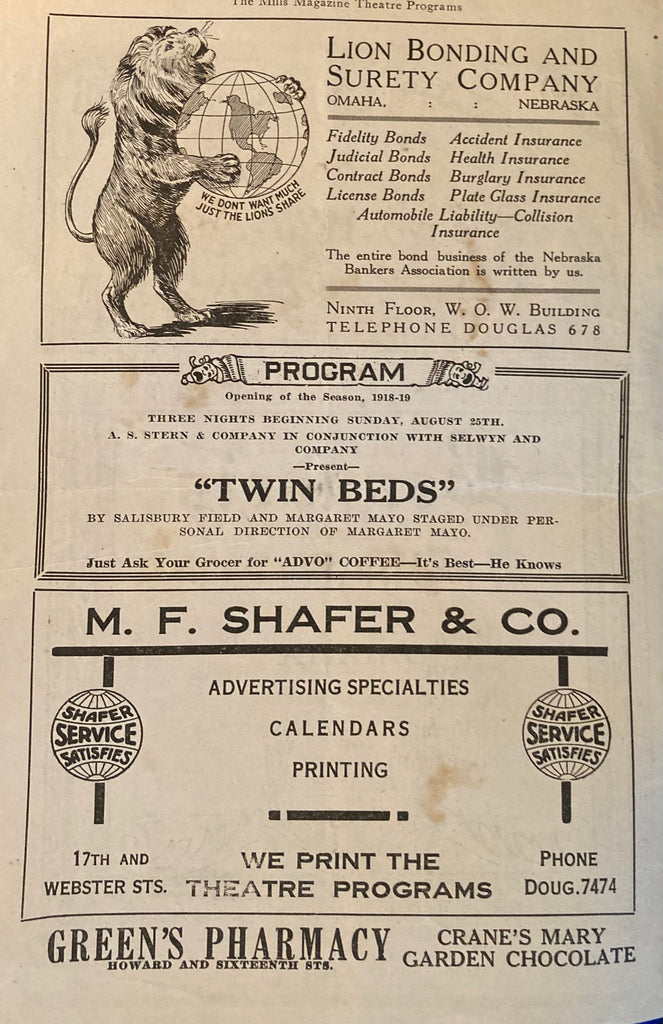 The Mills Magazine Theatre Programs
LION BONDING AND
SURETY COMPANY
OMAHA, : : NEBRASKA
Fidelity Bonds Accident Insurance
Judicial Bonds Health Insurance
Contract Bonds Burglary Insurance
License Bonds Plate Glass Insurance
Automobile Liability—Collision
Insurance
The entire bond business of the Nebraska
Bankers Association is written by us.
NINTH FLOOR, W. O. W. BUILDING
TELEPHONE DOUGLAS 678
WE DONT WANT MUCH
JUST THE LIONS SHARE
PROGRAM
Opening of the Season, 1918-19
THREE NIGHTS BEGINNING SUNDAY, AUGUST 25TH.
A. S. STERN & COMPANY IN CONJUNCTION WITH SELWYN AND
COMPANY
—Present—
"TWIN BEDS"
BY SALISBURY FIELD AND MARGARET MAYO STAGED UNDER PER-
SONAL DIRECTION OF MARGARET MAYO.
Just Ask Your Grocer for "ADVO" COFFEE—It's Best—He Knows
M. F. SHAFER & CO.
ADVERTISING SPECIALTIES
CALENDARS
PRINTING
SHAFER
SERVICE
SATISFIES
SHAFER
SERVICE
SATISFIES
17TH AND
WEBSTER STS.
WE PRINT THE
THEATRE PROGRAMS
PHONE
DOUG.7474
GREEN'S PHARMACY
HOWARD AND SIXTEENTH STS.
CRANE'S MARY
GARDEN CHOCOLATE